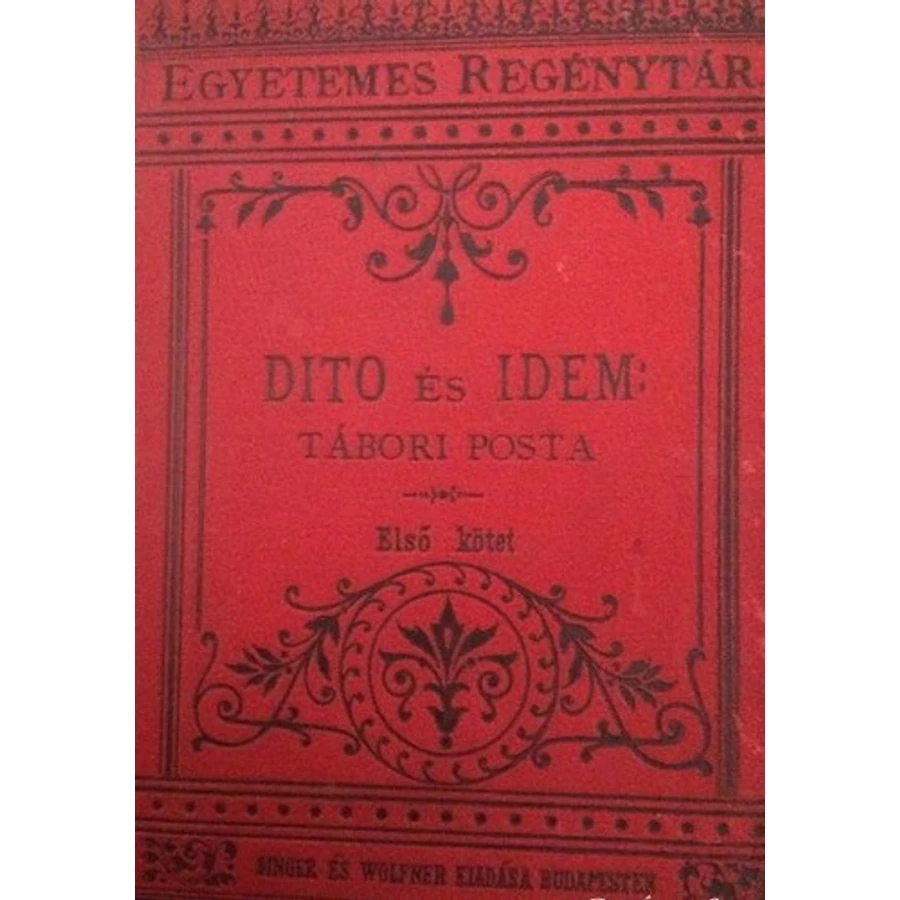 EGYETEMES REGÉNYTÁR.
DITO ÉS IDEM:
TÁBORI POSTA
Első kötet
SINGER ÉS WOLFNER KIADÁSA BUDAPESTEN